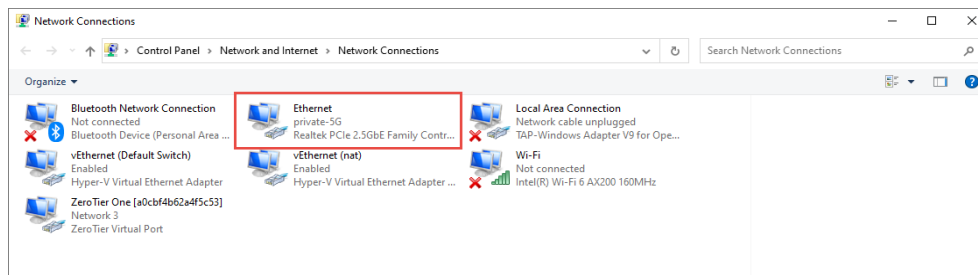 Network Connections
Control Panel > Network and Internet > Network Connections
Search Network Connections
Organize
Bluetooth Network Connection
Not connected
Bluetooth Device (Personal Area ...
Ethernet
private-5G
Realtek PCIe 2.5GbE Family Contr...
Local Area Connection
Network cable unplugged
TAP-Windows Adapter V9 for Ope...
vEthernet (Default Switch)
Enabled
Hyper-V Virtual Ethernet Adapter
vEthernet (nat)
Enabled
Hyper-V Virtual Ethernet Adapter ...
Wi-Fi
Not connected
Intel(R) Wi-Fi 6 AX200 160MHz
ZeroTier One [a0cbf4b62a4f5c53]
Network 3
ZeroTier Virtual Port